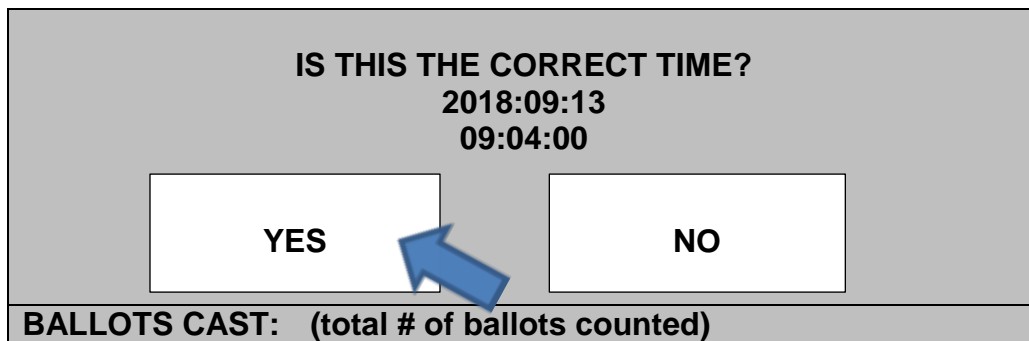 IS THIS THE CORRECT TIME?
2018:09:13
09:04:00
YES NO
BALLOTS CAST: (total # of ballots counted)